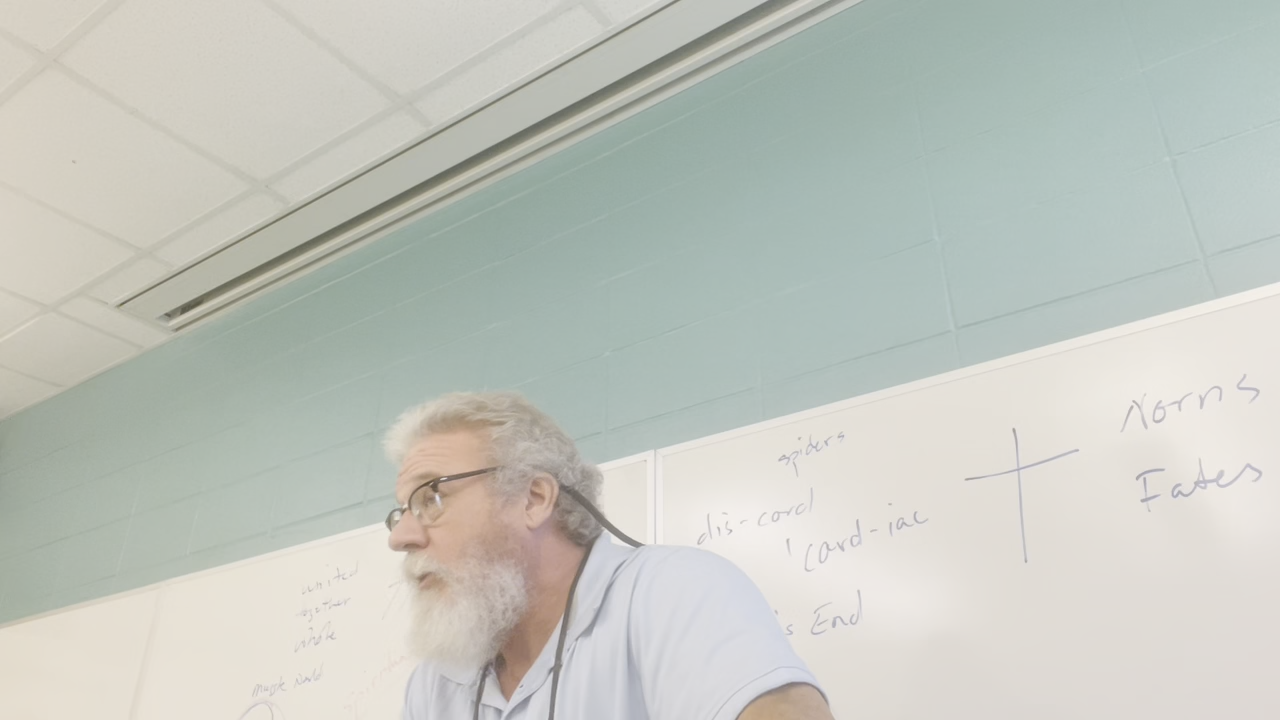 united
together
whole
spiders
dis-cord
card-iac
s End
Norns
Fates